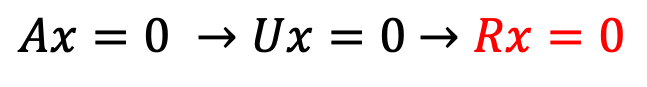 Ax = 0 → Ux = 0 → Rx = 0